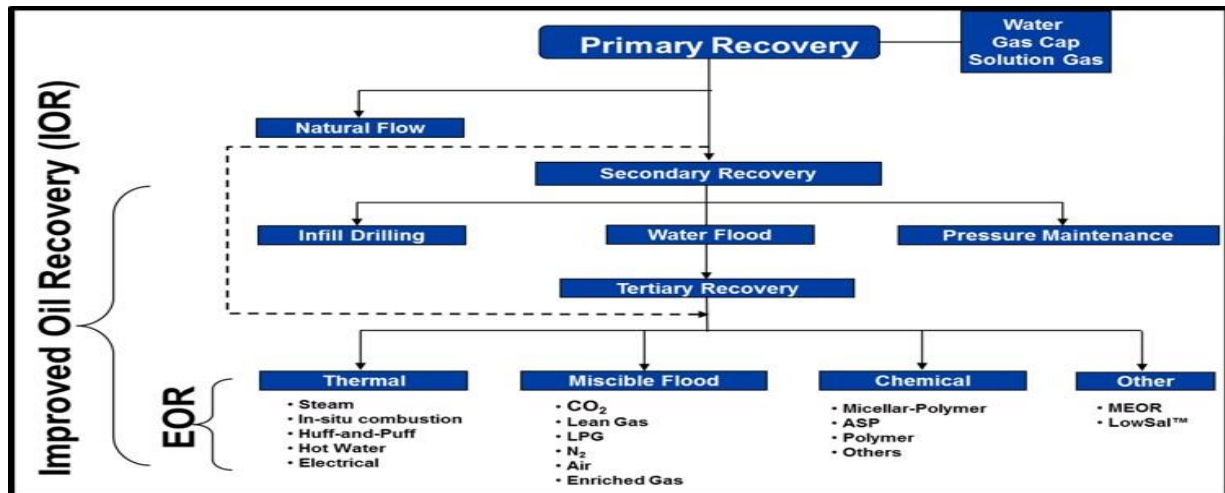 Primary Recovery
Water
Gas Cap
Solution Gas
Natural Flow
Secondary Recovery
Infill Drilling
Water Flood
Pressure Maintenance
Tertiary Recovery
Improved Oil Recovery (IOR)
EOR
Thermal
• Steam
• In-situ combustion
• Huff-and-Puff
• Hot Water
• Electrical
Miscible Flood
• CO₂
• Lean Gas
• LPG
• N₂
• Air
• Enriched Gas
Chemical
• Micellar-Polymer
• ASP
• Polymer
• Others
Other
• MEOR
• LowSal™